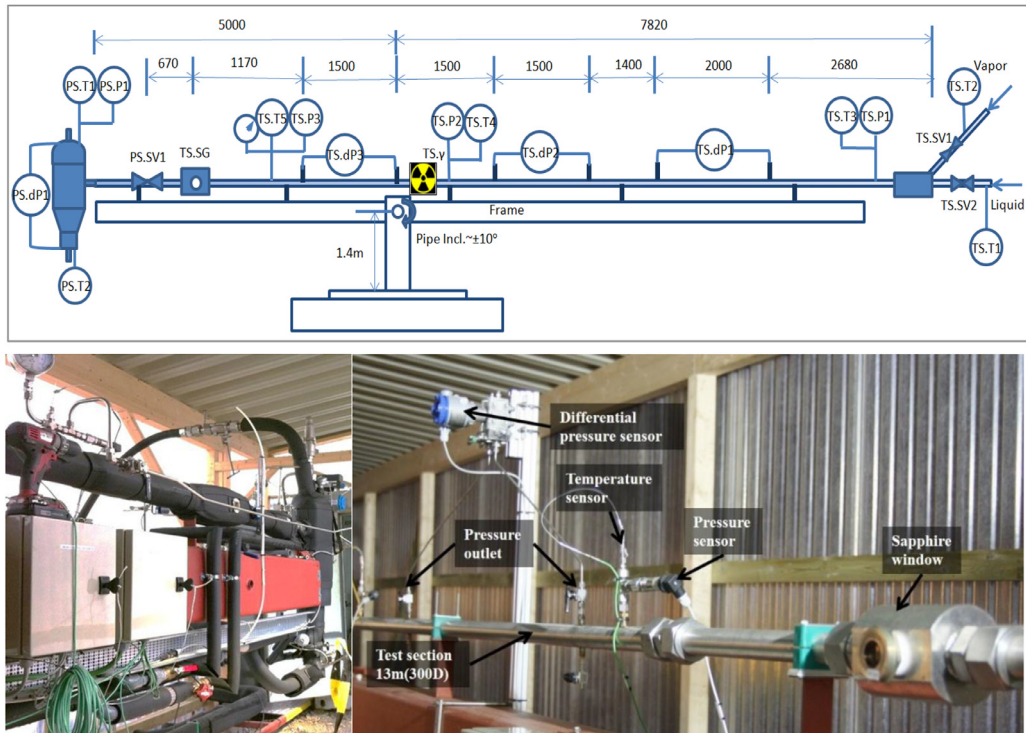 5000
7820
670
1170
1500
1500
1500
1400
2000
2680
Vapor
PS.T1
PS.P1
TS.T2
TS.T5
TS.P3
TS.P2
TS.T4
TS.T3
TS.P1
TS.SV1
PS.SV1
TS.SG
TS.dP3
TS.γ
TS.dP2
TS.dP1
PS.dP1
TS.SV2
Liquid
Frame
Pipe Incl.~±10°
1.4m
TS.T1
PS.T2
Differential
pressure sensor
Temperature
sensor
Pressure
sensor
Pressure
outlet
Sapphire
window
Test section
13m(300D)